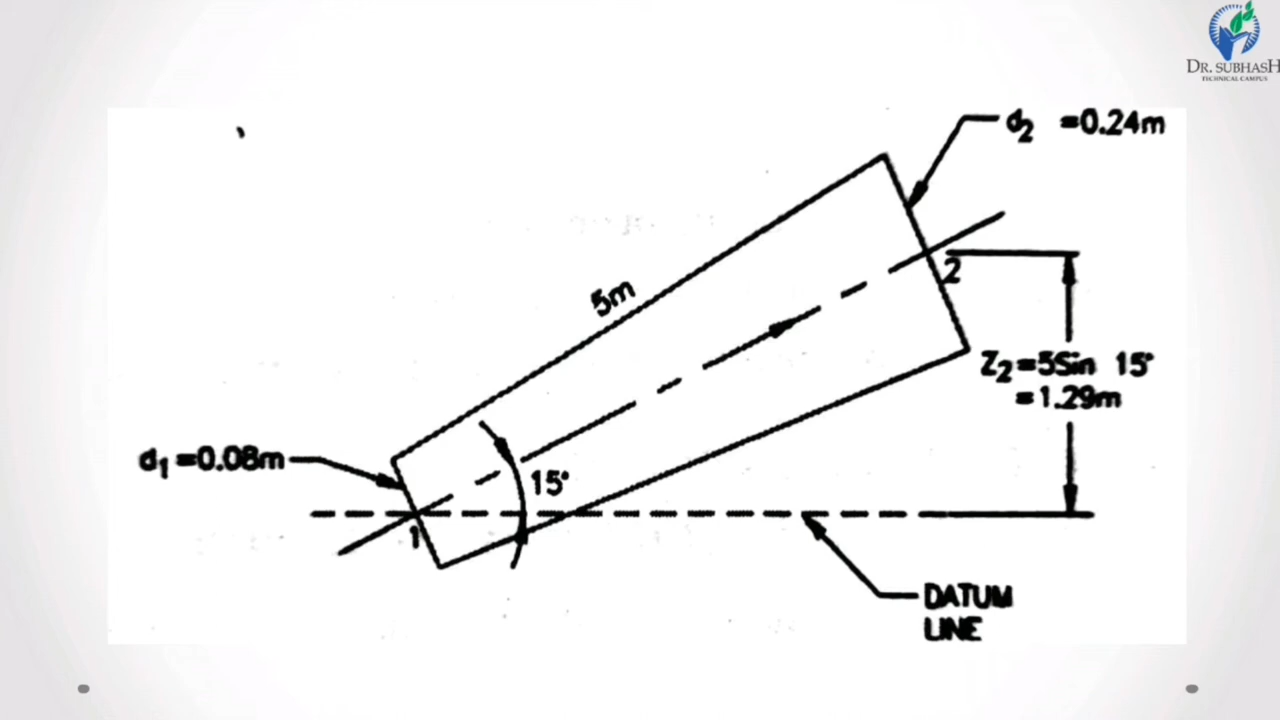 DR. SUBHASH
TECHNICAL CAMPUS
d₂ =0.24m
5m
2
Z₂=5Sin 15°
=1.29m
d₁=0.08m
15°
1
DATUM
LINE